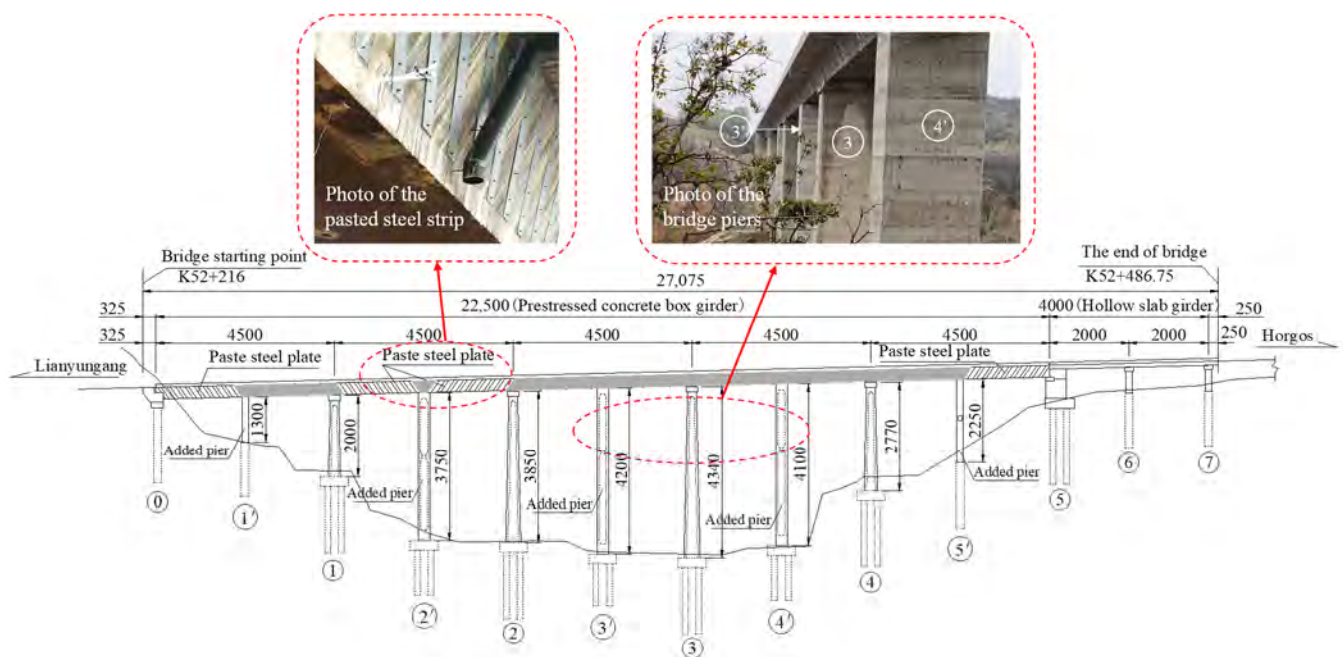 Photo of the
pasted steel strip
3'
3
4'
Photo of the
bridge piers
Bridge starting point
K52+216
The end of bridge
K52+486.75
27,075
325
22,500 (Prestressed concrete box girder)
4000 (Hollow slab girder)
250
325
4500
4500
4500
4500
4500
2000
2000
250
Lianyungang
Horgos
Paste steel plate
Paste steel plate
Paste steel plate
1300
2000
3750
3850
4200
4340
4100
2770
2250
Added pier
Added pier
Added pier
Added pier
Added pier
0
1'
1
2'
2
3'
3
4'
4
5'
5
6
7